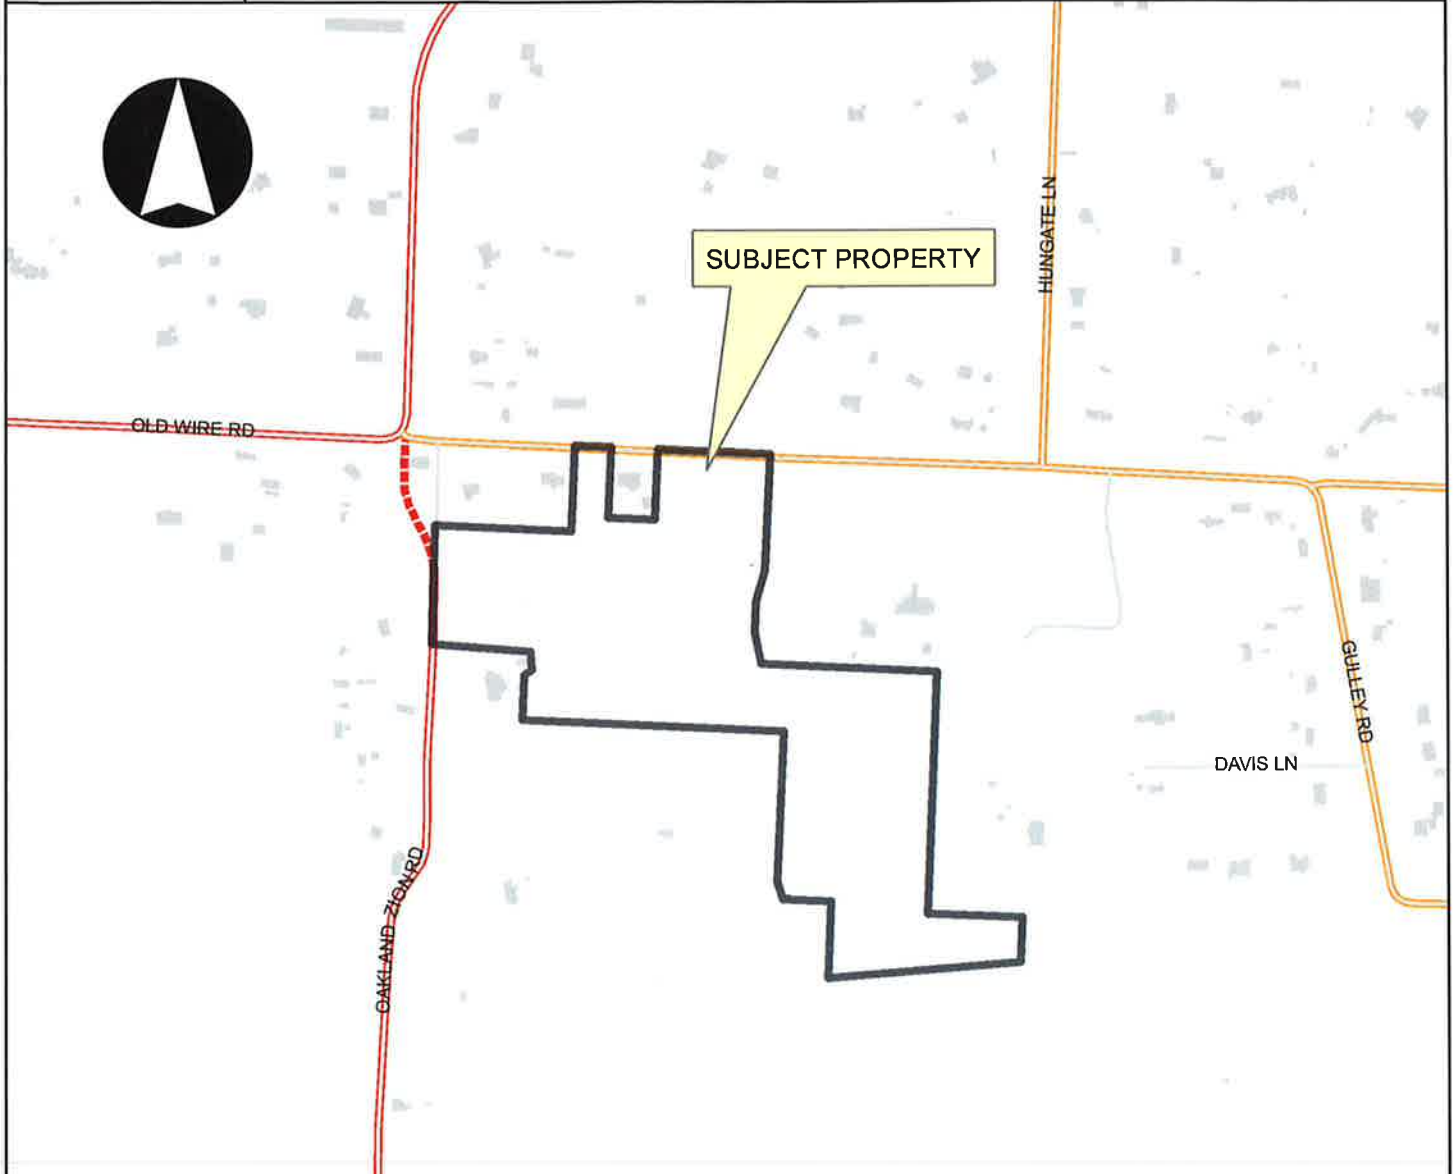 HUNGATE LN
SUBJECT PROPERTY
OLD WIRE RD
GULLEY RD
DAVIS LN
OAKLAND ZION RD